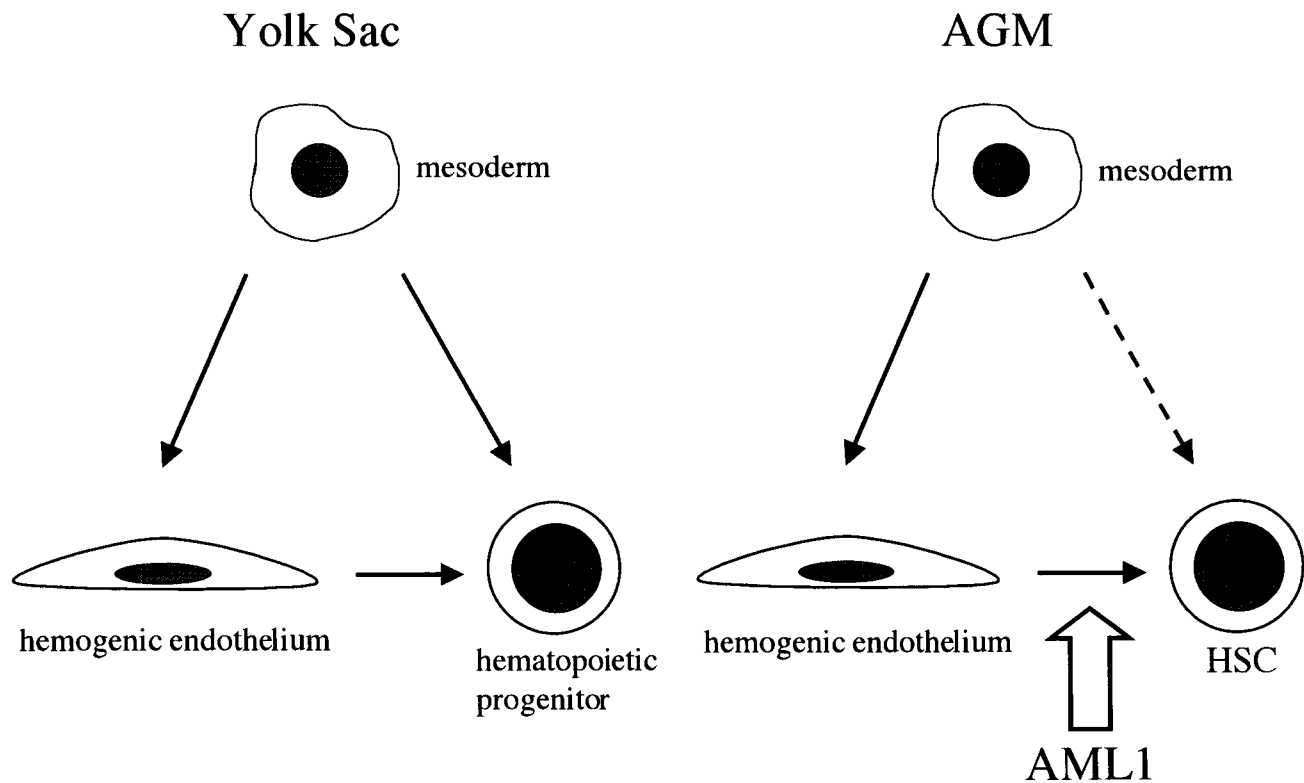 Yolk Sac
mesoderm
hemogenic endothelium
hematopoietic
progenitor
AGM
mesoderm
hemogenic endothelium
HSC
AML1